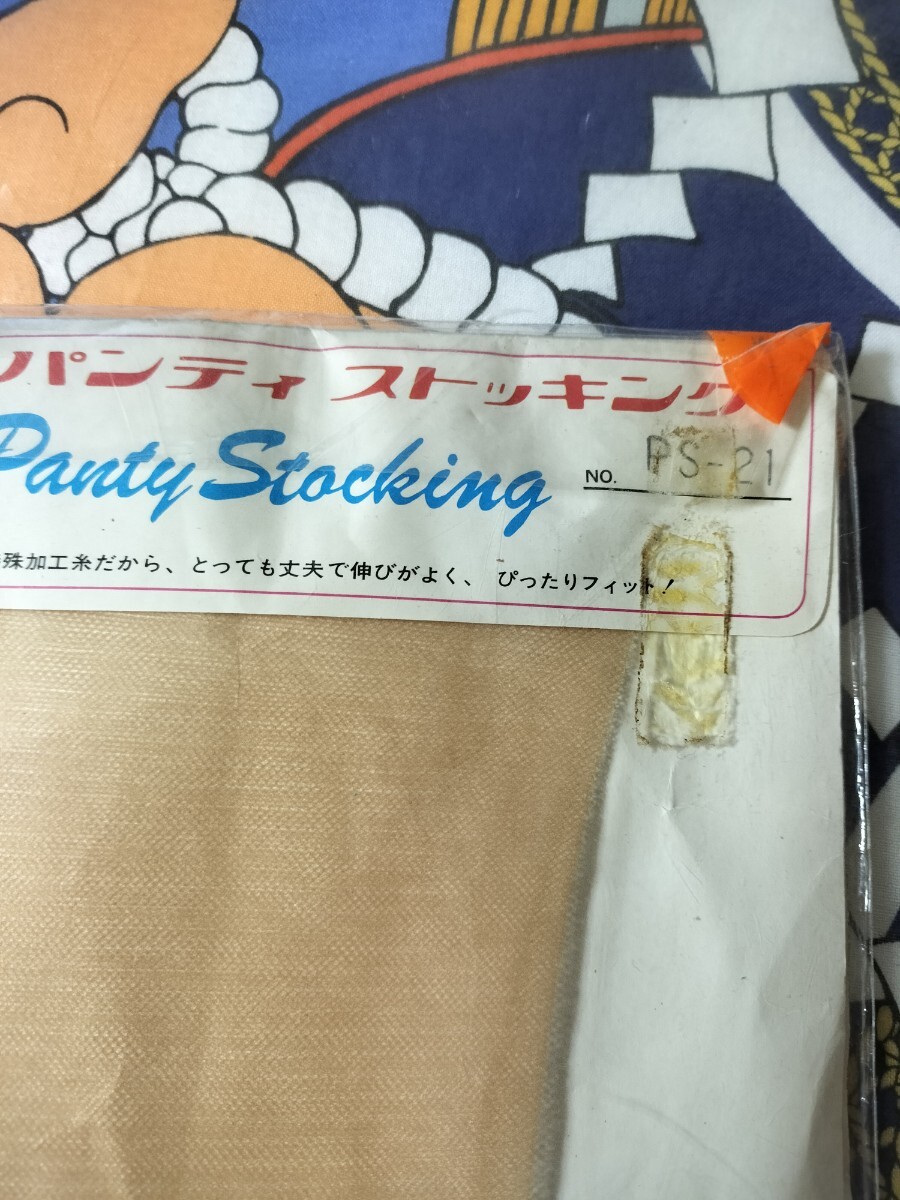 パンティ ストッキング
Panty Stocking
NO. PS-21
殊加工糸だから、とっても丈夫で伸びがよく、 ぴったりフィット!